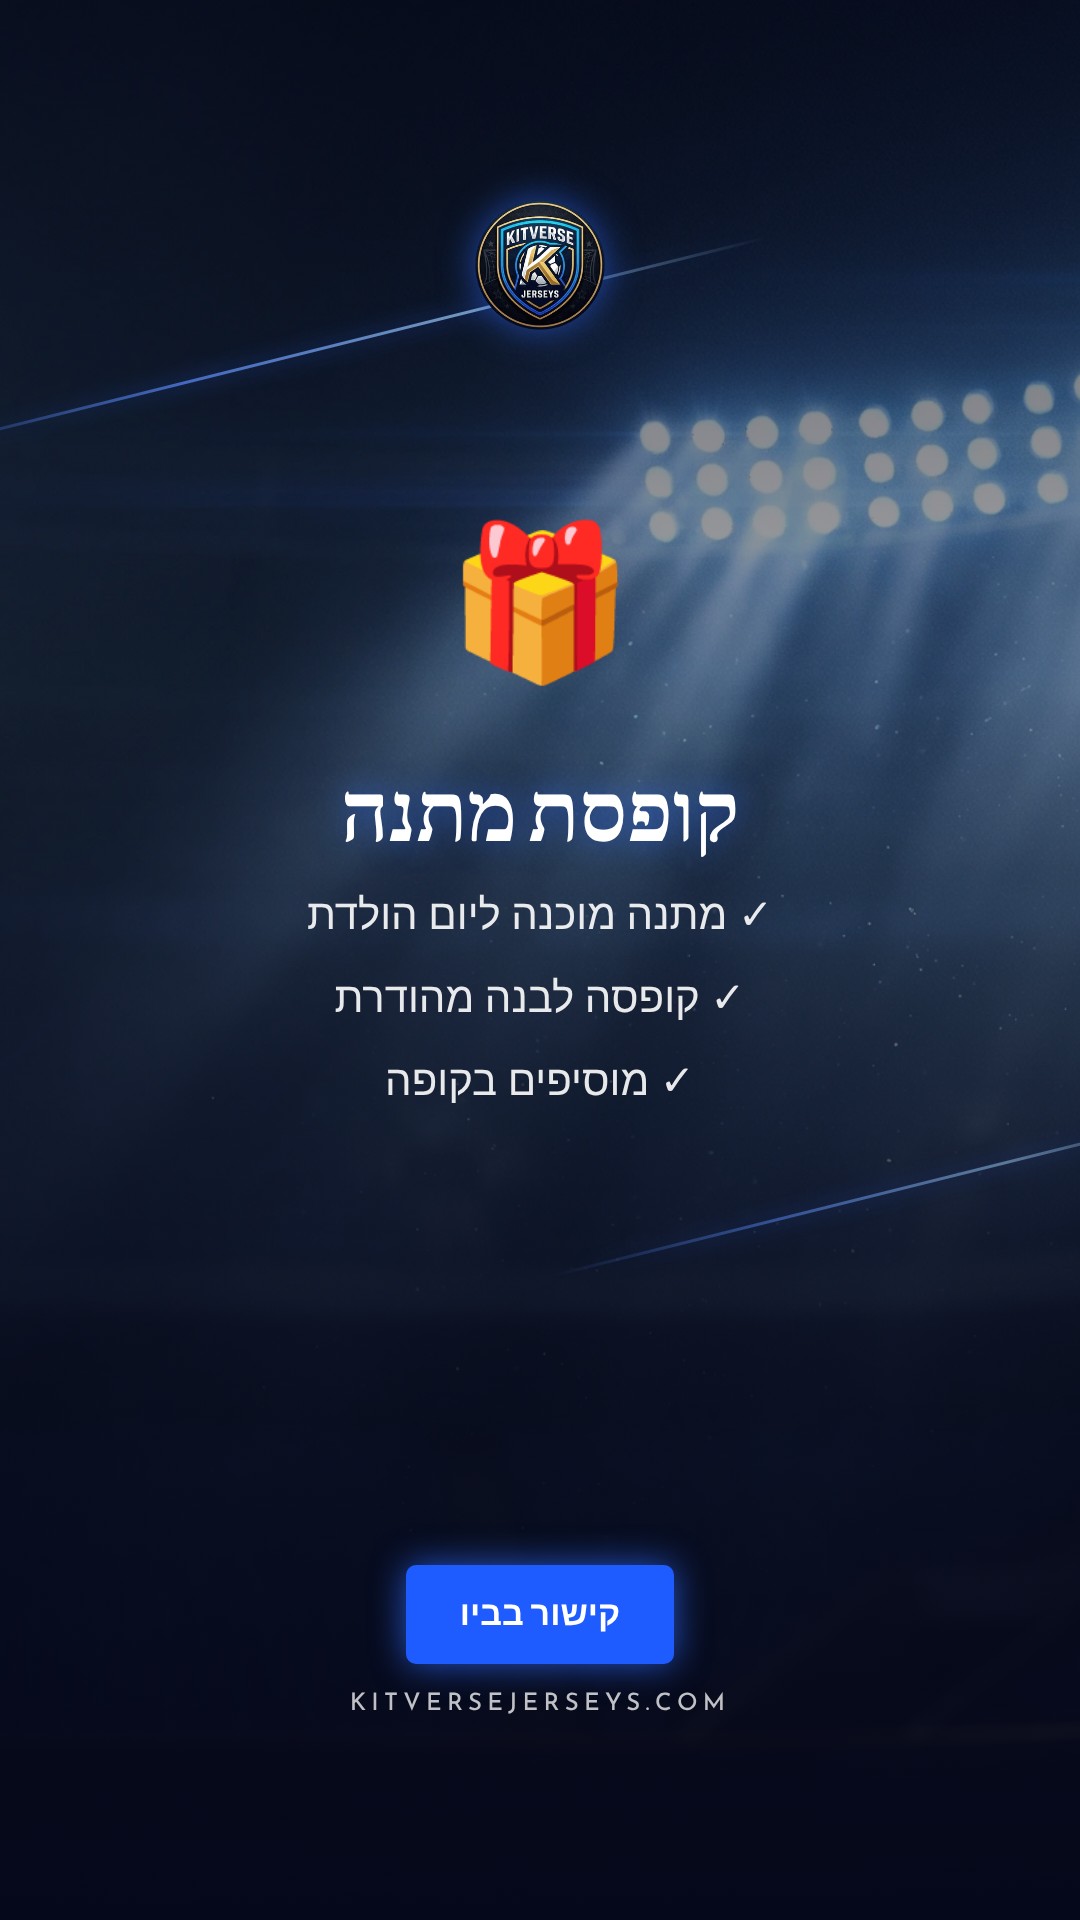 KITVERSE
K
JERSEYS
קופסת מתנה
✓ מתנה מוכנה ליום הולדת
✓ קופסה לבנה מהודרת
✓ מוסיפים בקופה
קישור בביו
KITVERSEJERSEYS.COM